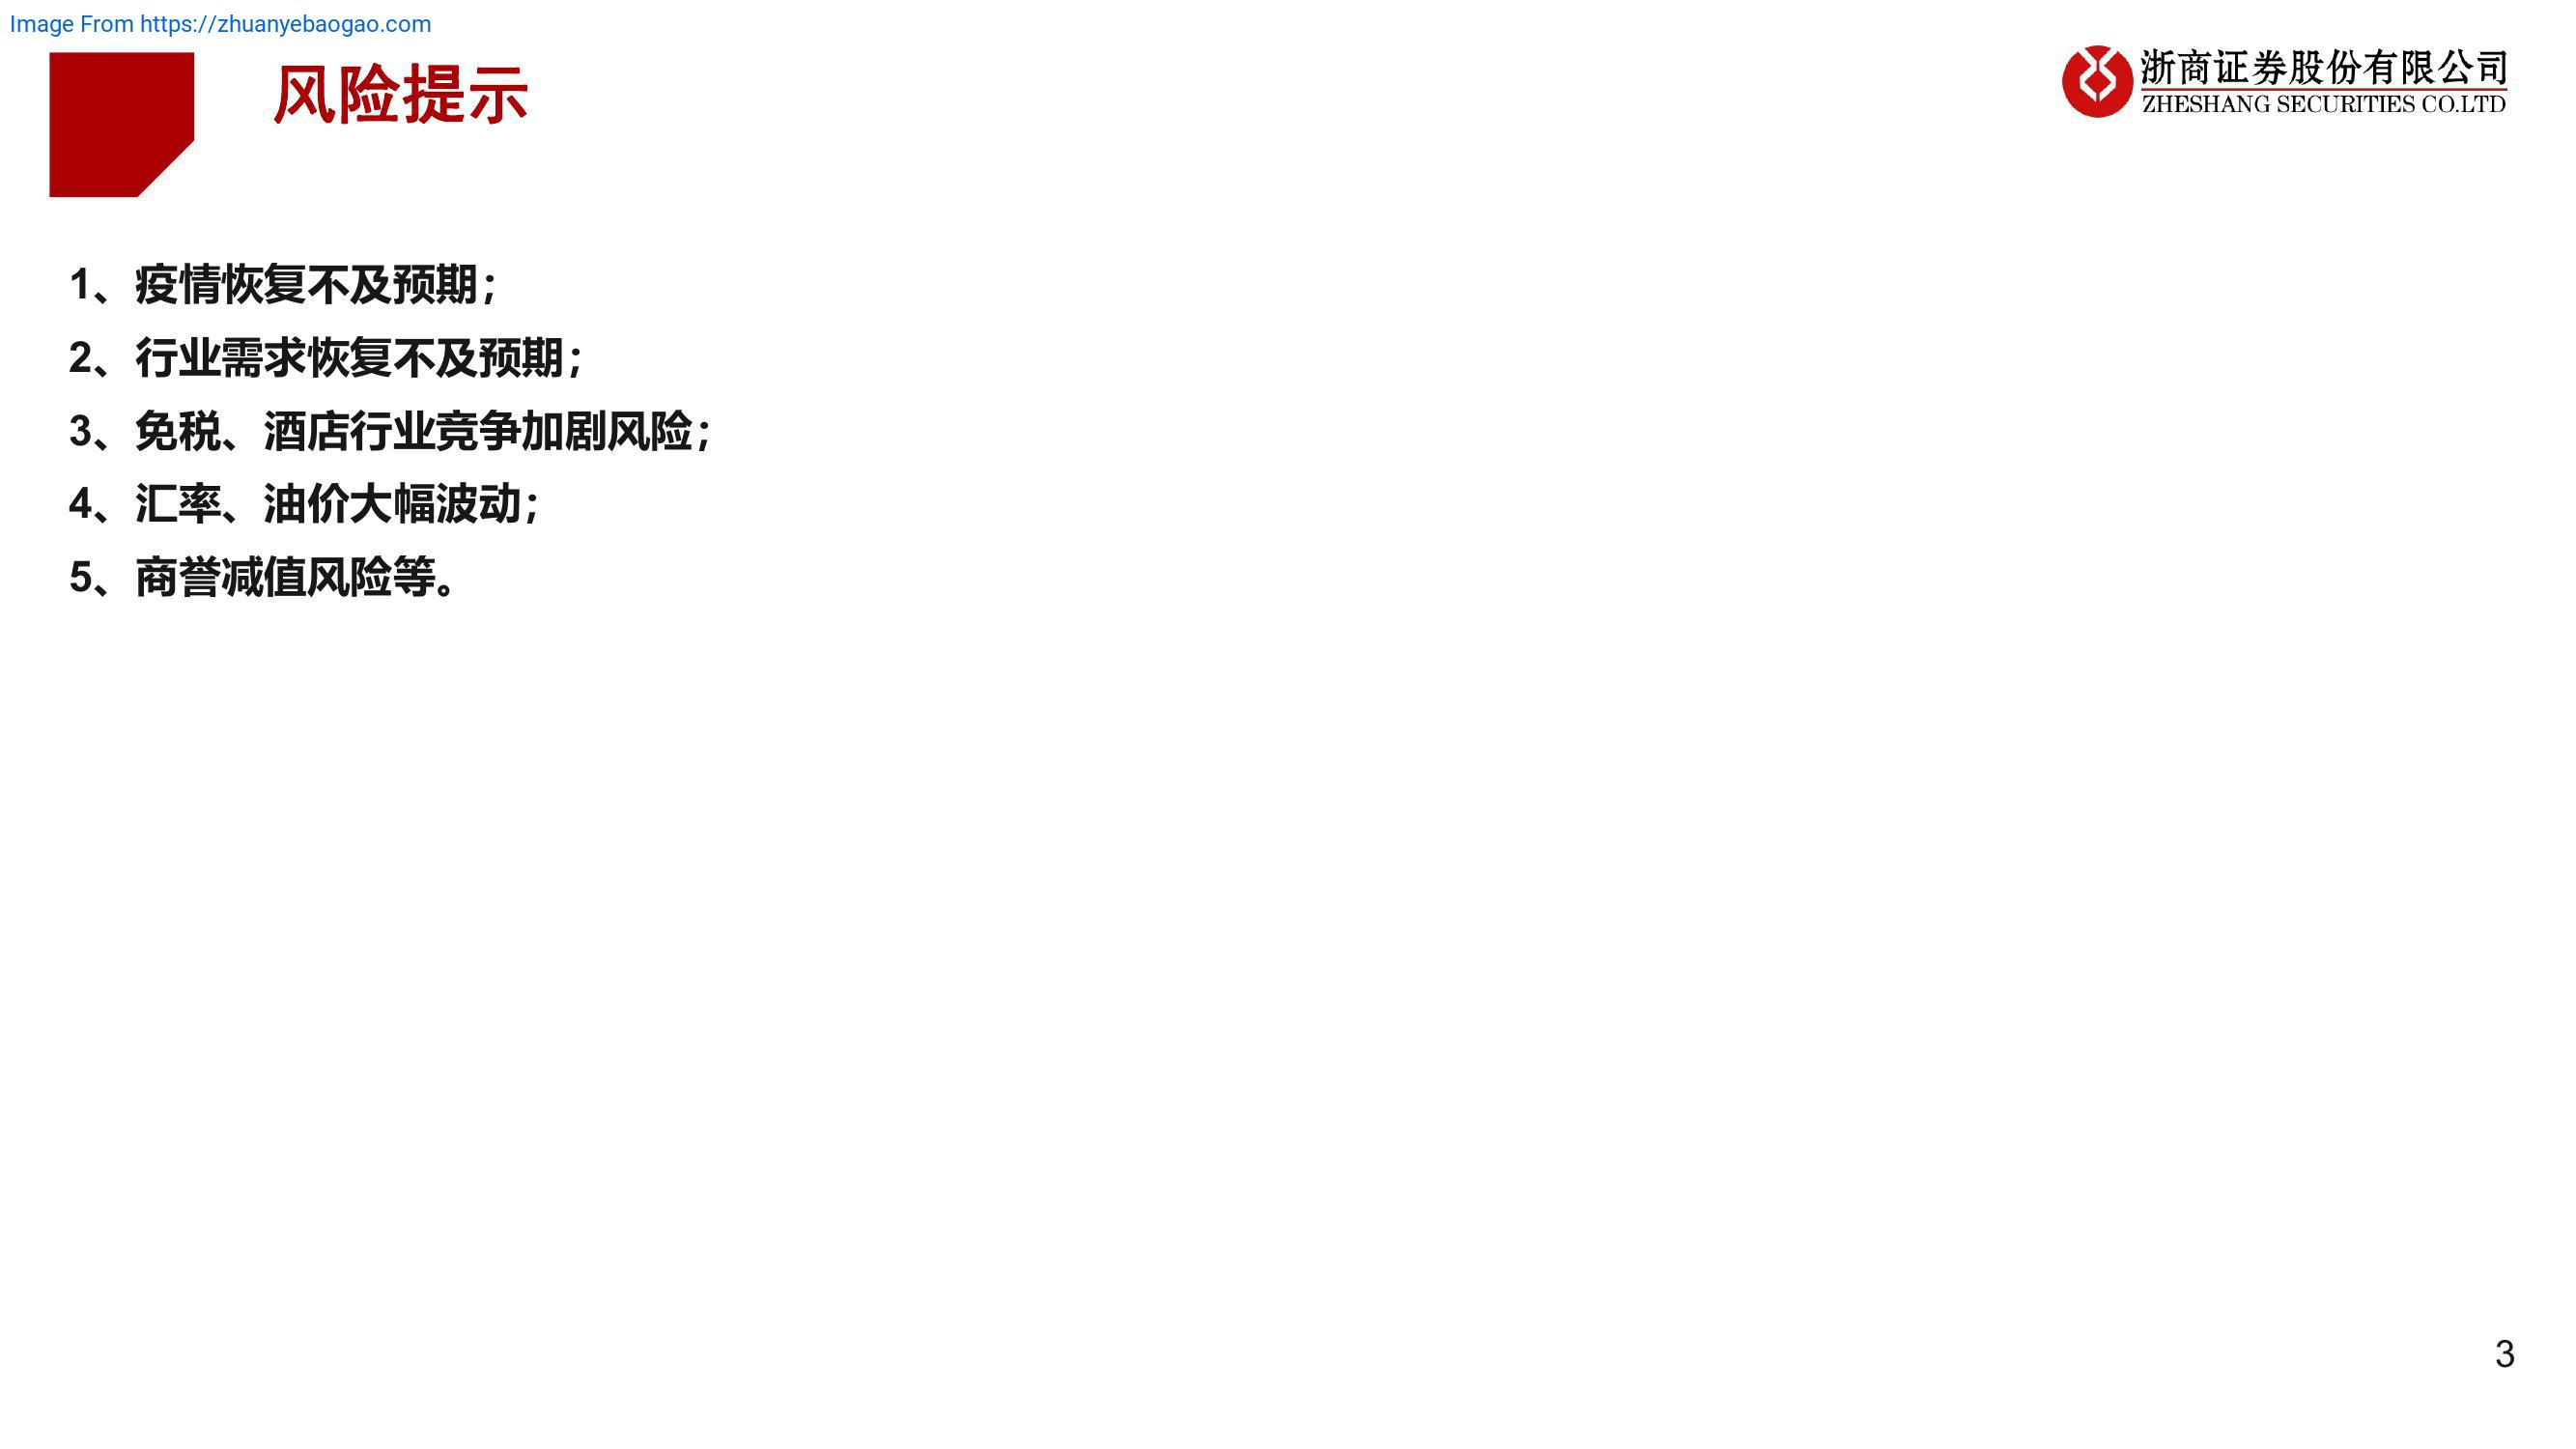 Image From https://zhuanyebaogao.com
风险提示
浙商证券股份有限公司
ZHESHANG SECURITIES CO.LTD
1、疫情恢复不及预期；
2、行业需求恢复不及预期；
3、免税、酒店行业竞争加剧风险；
4、汇率、油价大幅波动；
5、商誉减值风险等。
3